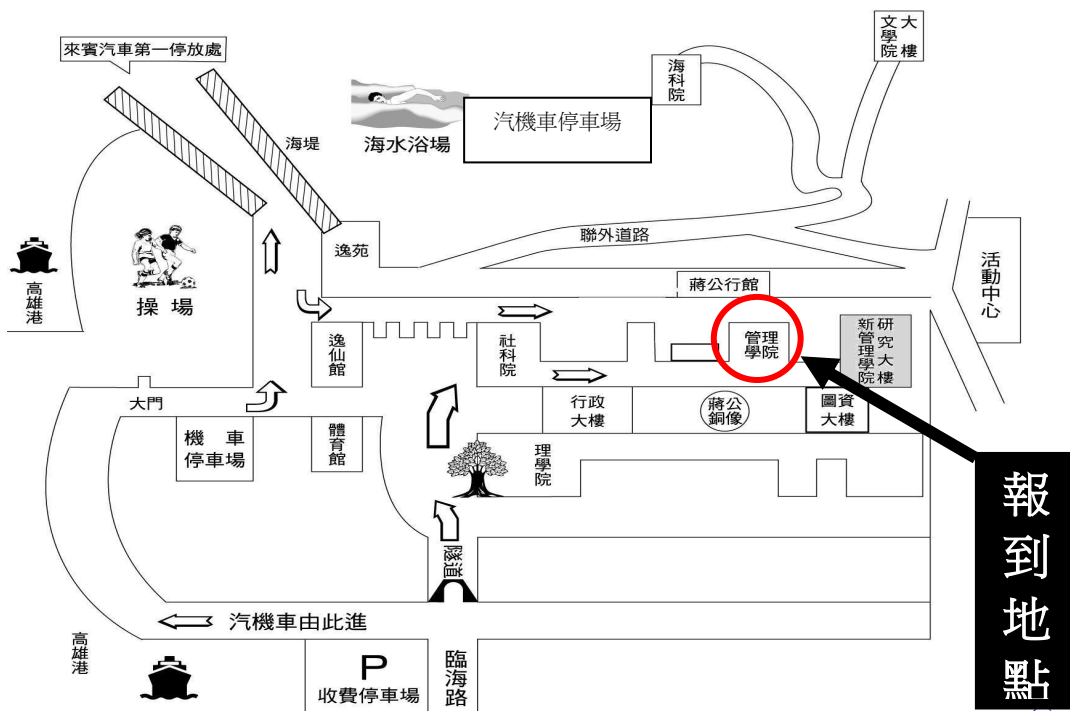 來賓汽車第一停放處
海堤
海水浴場
汽機車停車場
海科院
文學院
大樓
高雄港
操場
逸苑
聯外道路
蔣公行館
活動中心
逸仙館
社科院
管理
學院
新管理學院
研究大樓
大門
機車
停車場
體育館
行政
大樓
蔣公
銅像
圖資
大樓
理學院
隧道
汽機車由此進
高雄港
P
收費停車場
臨海路
報到地點